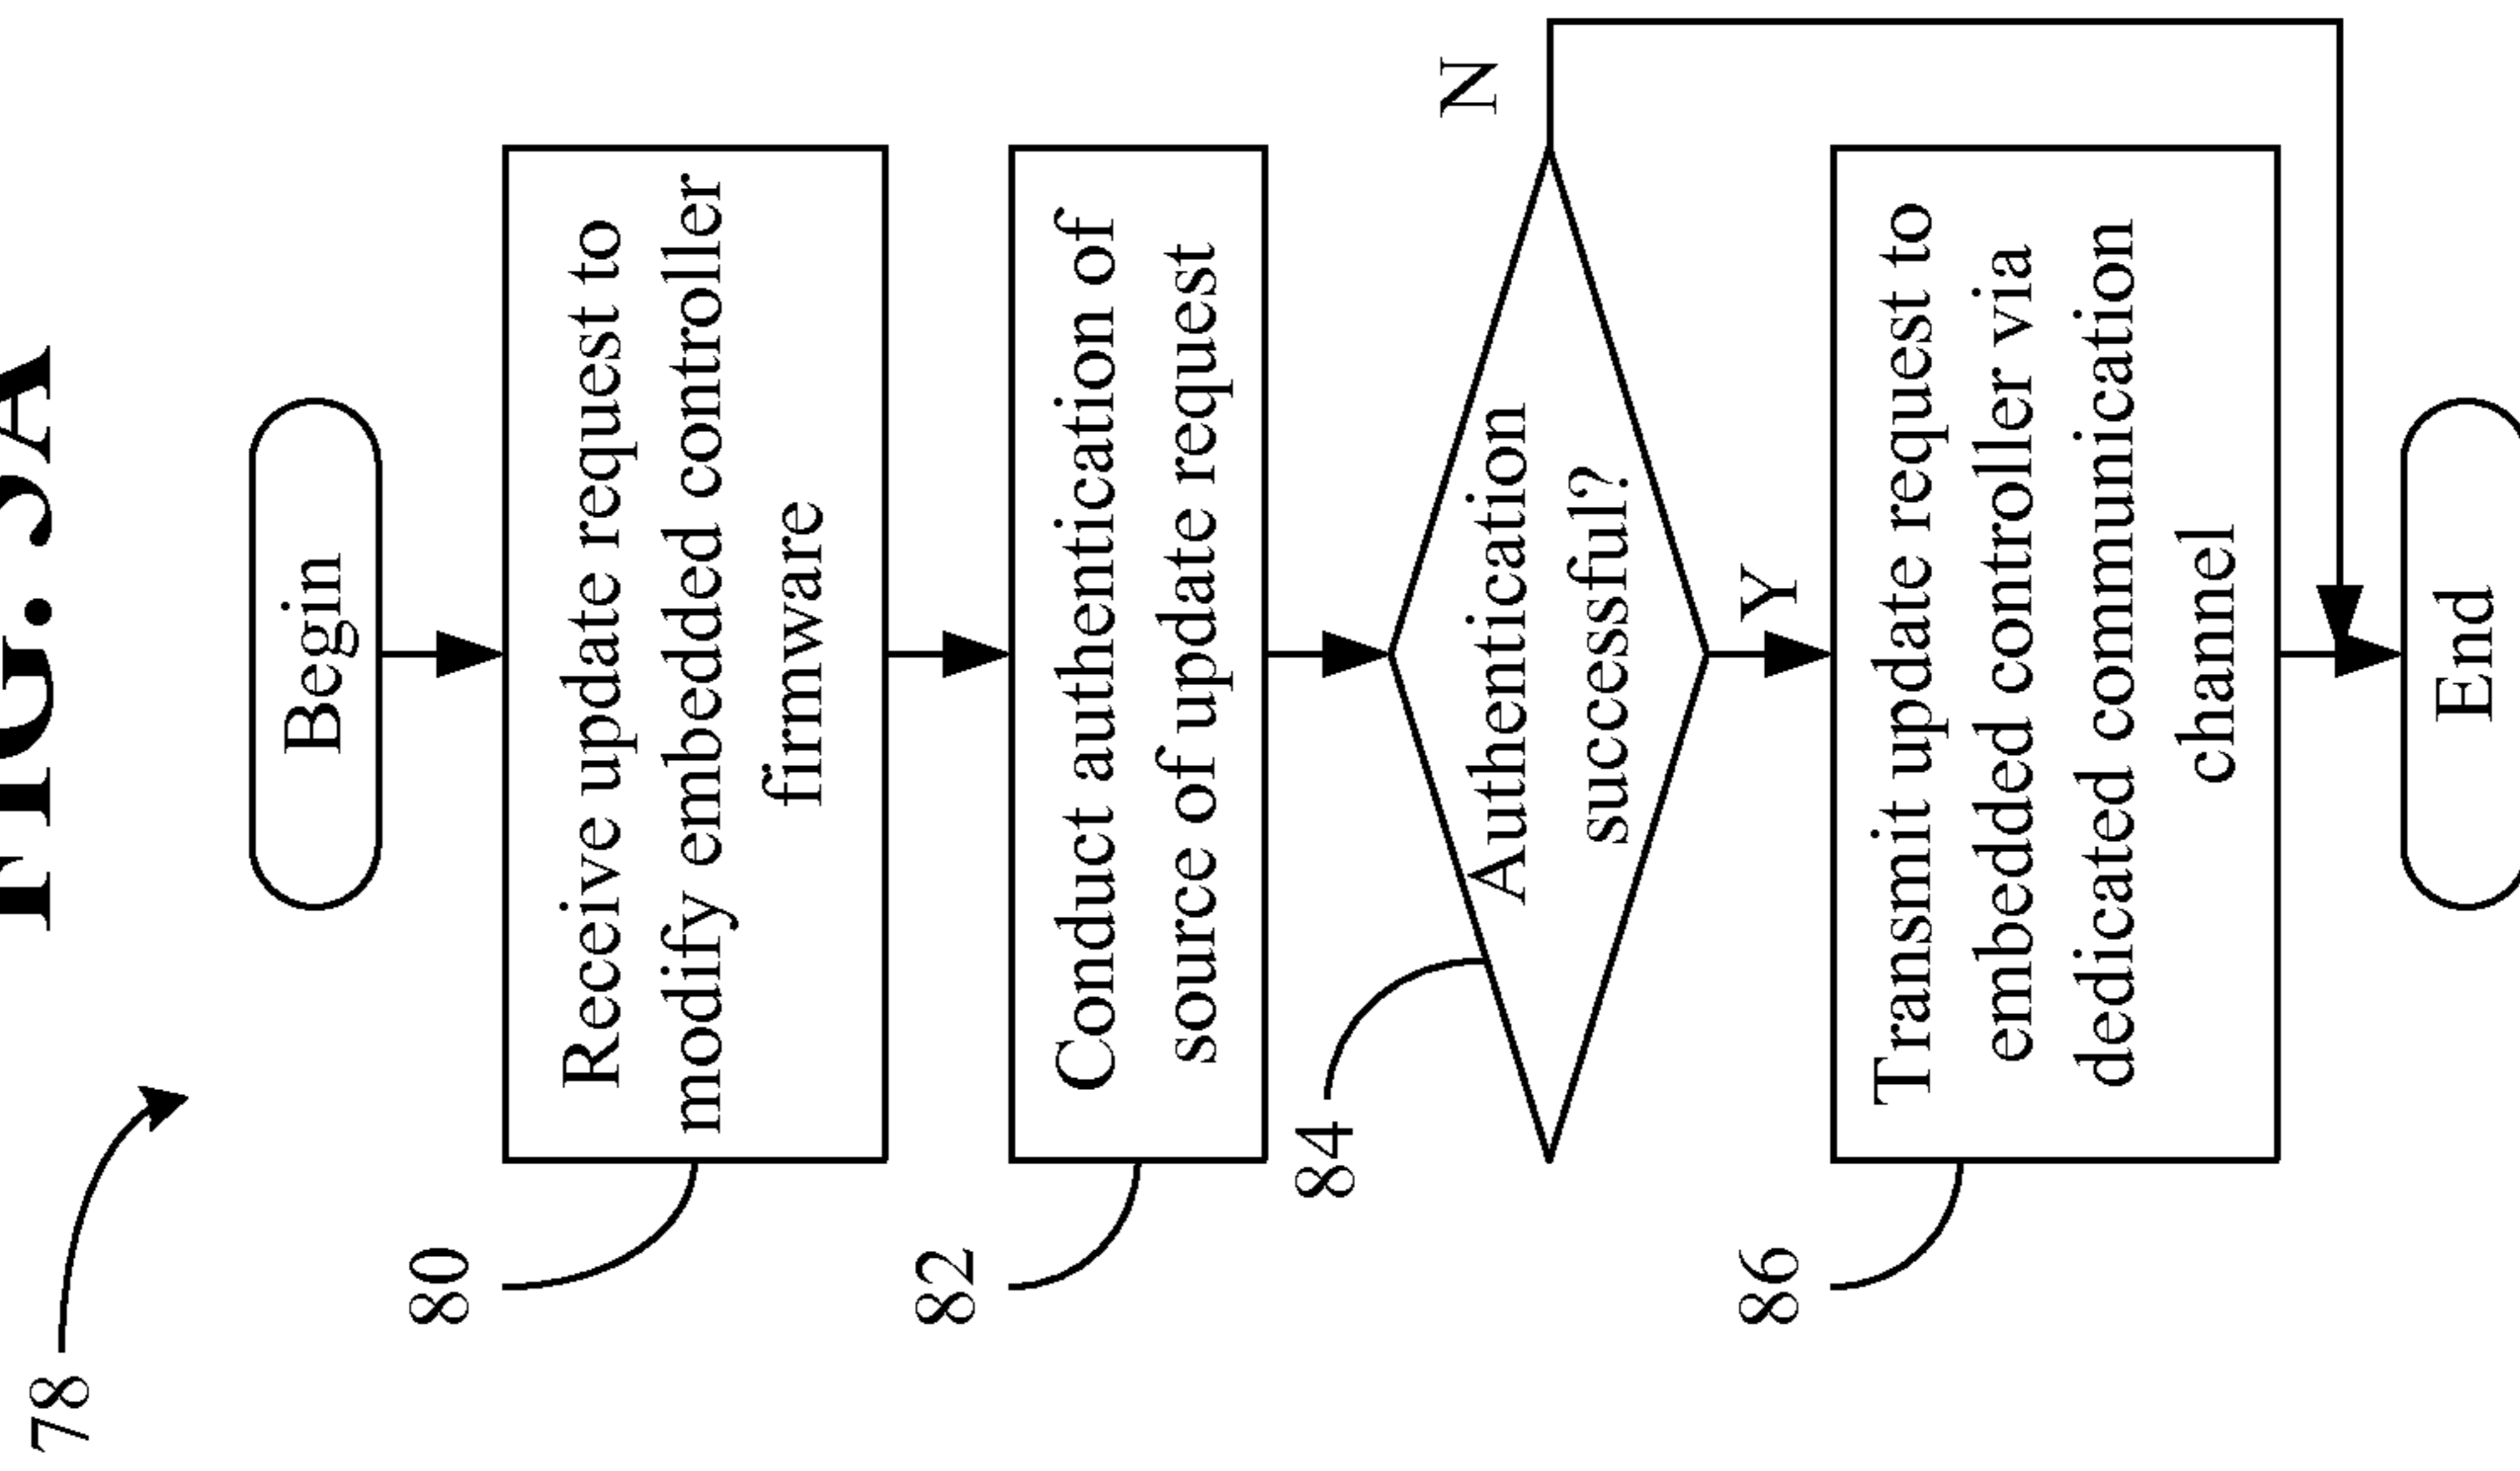 FIG.
78
Begin
80
Receive update request to
modify embedded controller
firmware
82
Conduct authentication of
source of update request
84
Authentication
successful?
N
Y
86
Transmit update request to
embedded controller via
dedicated communication
channel
End